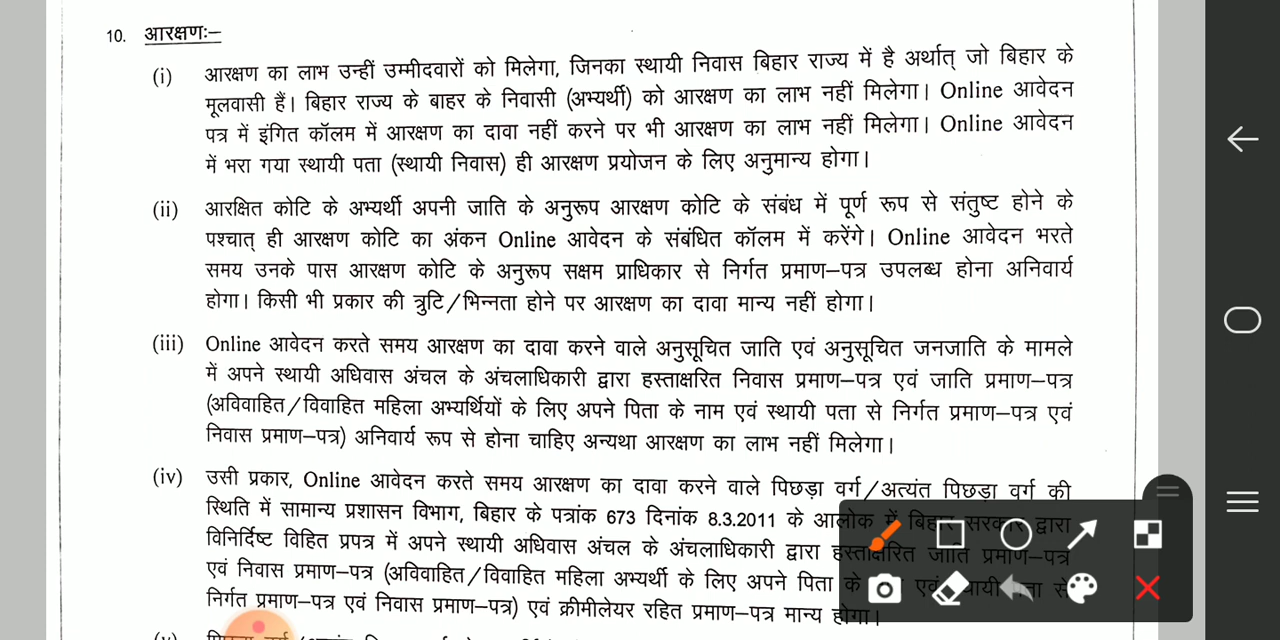 10. आरक्षणः–
(i) आरक्षण का लाभ उन्हीं उम्मीदवारों को मिलेगा, जिनका स्थायी निवास बिहार राज्य में है अर्थात् जो बिहार के
मूलवासी हैं। बिहार राज्य के बाहर के निवासी (अभ्यर्थी) को आरक्षण का लाभ नहीं मिलेगा। Online आवेदन
पत्र में इंगित कॉलम में आरक्षण का दावा नहीं करने पर भी आरक्षण का लाभ नहीं मिलेगा। Online आवेदन
में भरा गया स्थायी पता (स्थायी निवास) ही आरक्षण प्रयोजन के लिए अनुमान्य होगा।
(ii) आरक्षित कोटि के अभ्यर्थी अपनी जाति के अनुरूप आरक्षण कोटि के संबंध में पूर्ण रूप से संतुष्ट होने के
पश्चात् ही आरक्षण कोटि का अंकन Online आवेदन के संबंधित कॉलम में करेंगे। Online आवेदन भरते
समय उनके पास आरक्षण कोटि के अनुरूप सक्षम प्राधिकार से निर्गत प्रमाण–पत्र उपलब्ध होना अनिवार्य
होगा। किसी भी प्रकार की त्रुटि/भिन्नता होने पर आरक्षण का दावा मान्य नहीं होगा।
(iii) Online आवेदन करते समय आरक्षण का दावा करने वाले अनुसूचित जाति एवं अनुसूचित जनजाति के मामले
में अपने स्थायी अधिवास अंचल के अंचलाधिकारी द्वारा हस्ताक्षरित निवास प्रमाण–पत्र एवं जाति प्रमाण–पत्र
(अविवाहित/विवाहित महिला अभ्यर्थियों के लिए अपने पिता के नाम एवं स्थायी पता से निर्गत प्रमाण–पत्र एवं
निवास प्रमाण–पत्र) अनिवार्य रूप से होना चाहिए अन्यथा आरक्षण का लाभ नहीं मिलेगा।
(iv) उसी प्रकार, Online आवेदन करते समय आरक्षण का दावा करने वाले पिछड़ा वर्ग/अत्यंत पिछड़ा वर्ग की
स्थिति में सामान्य प्रशासन विभाग, बिहार के पत्रांक 673 दिनांक 8.3.2011 के आलोक में बिहार सरकार द्वारा
विनिर्दिष्ट विहित प्रपत्र में अपने स्थायी अधिवास अंचल के अंचलाधिकारी द्वारा हस्ताक्षरित जाति प्रमाण–पत्र
एवं निवास प्रमाण–पत्र (अविवाहित/विवाहित महिला अभ्यर्थी के लिए अपने पिता के एवं स्थायी पता से
निर्गत प्रमाण–पत्र एवं निवास प्रमाण–पत्र) एवं क्रीमीलेयर रहित प्रमाण–पत्र मान्य होगा।